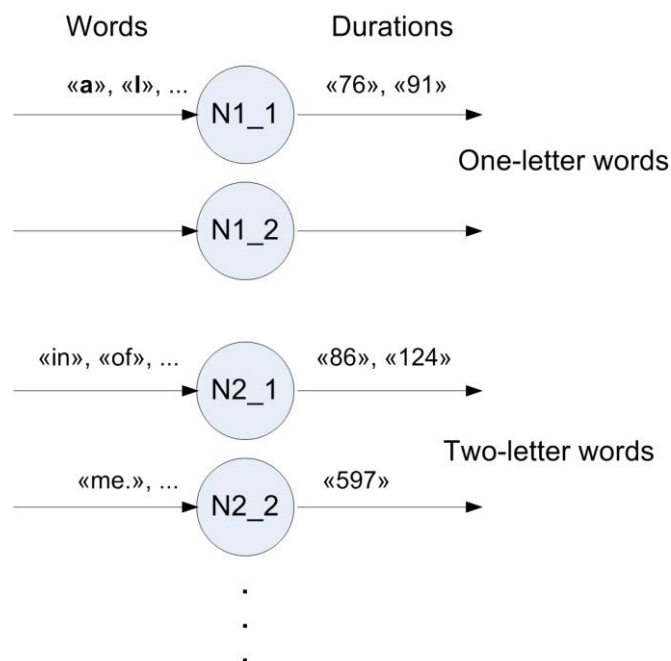 Words Durations
«a», «I», ... «76», «91»
N1_1
One-letter words
N1_2
«in», «of», ... «86», «124»
N2_1
Two-letter words
«me.», ... «597»
N2_2
.
.
.